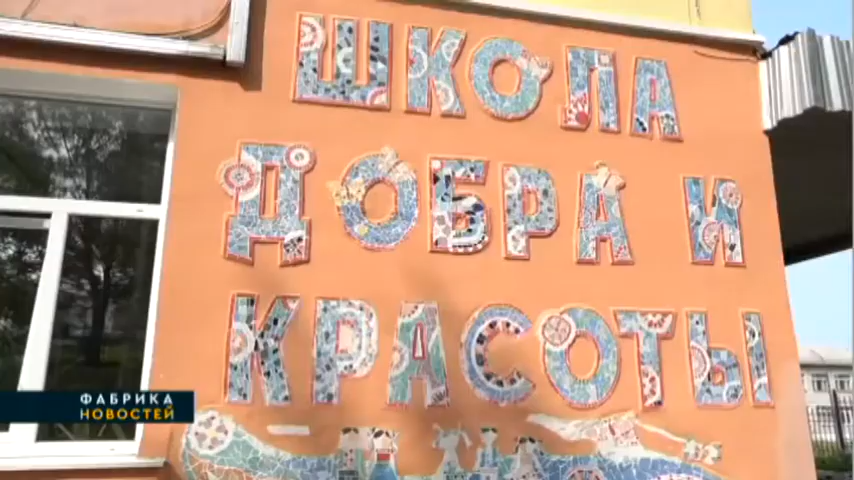 ШКОЛА
ДОБРА И
КРАСОТЫ
ФАБРИКА
НОВОСТЕЙ